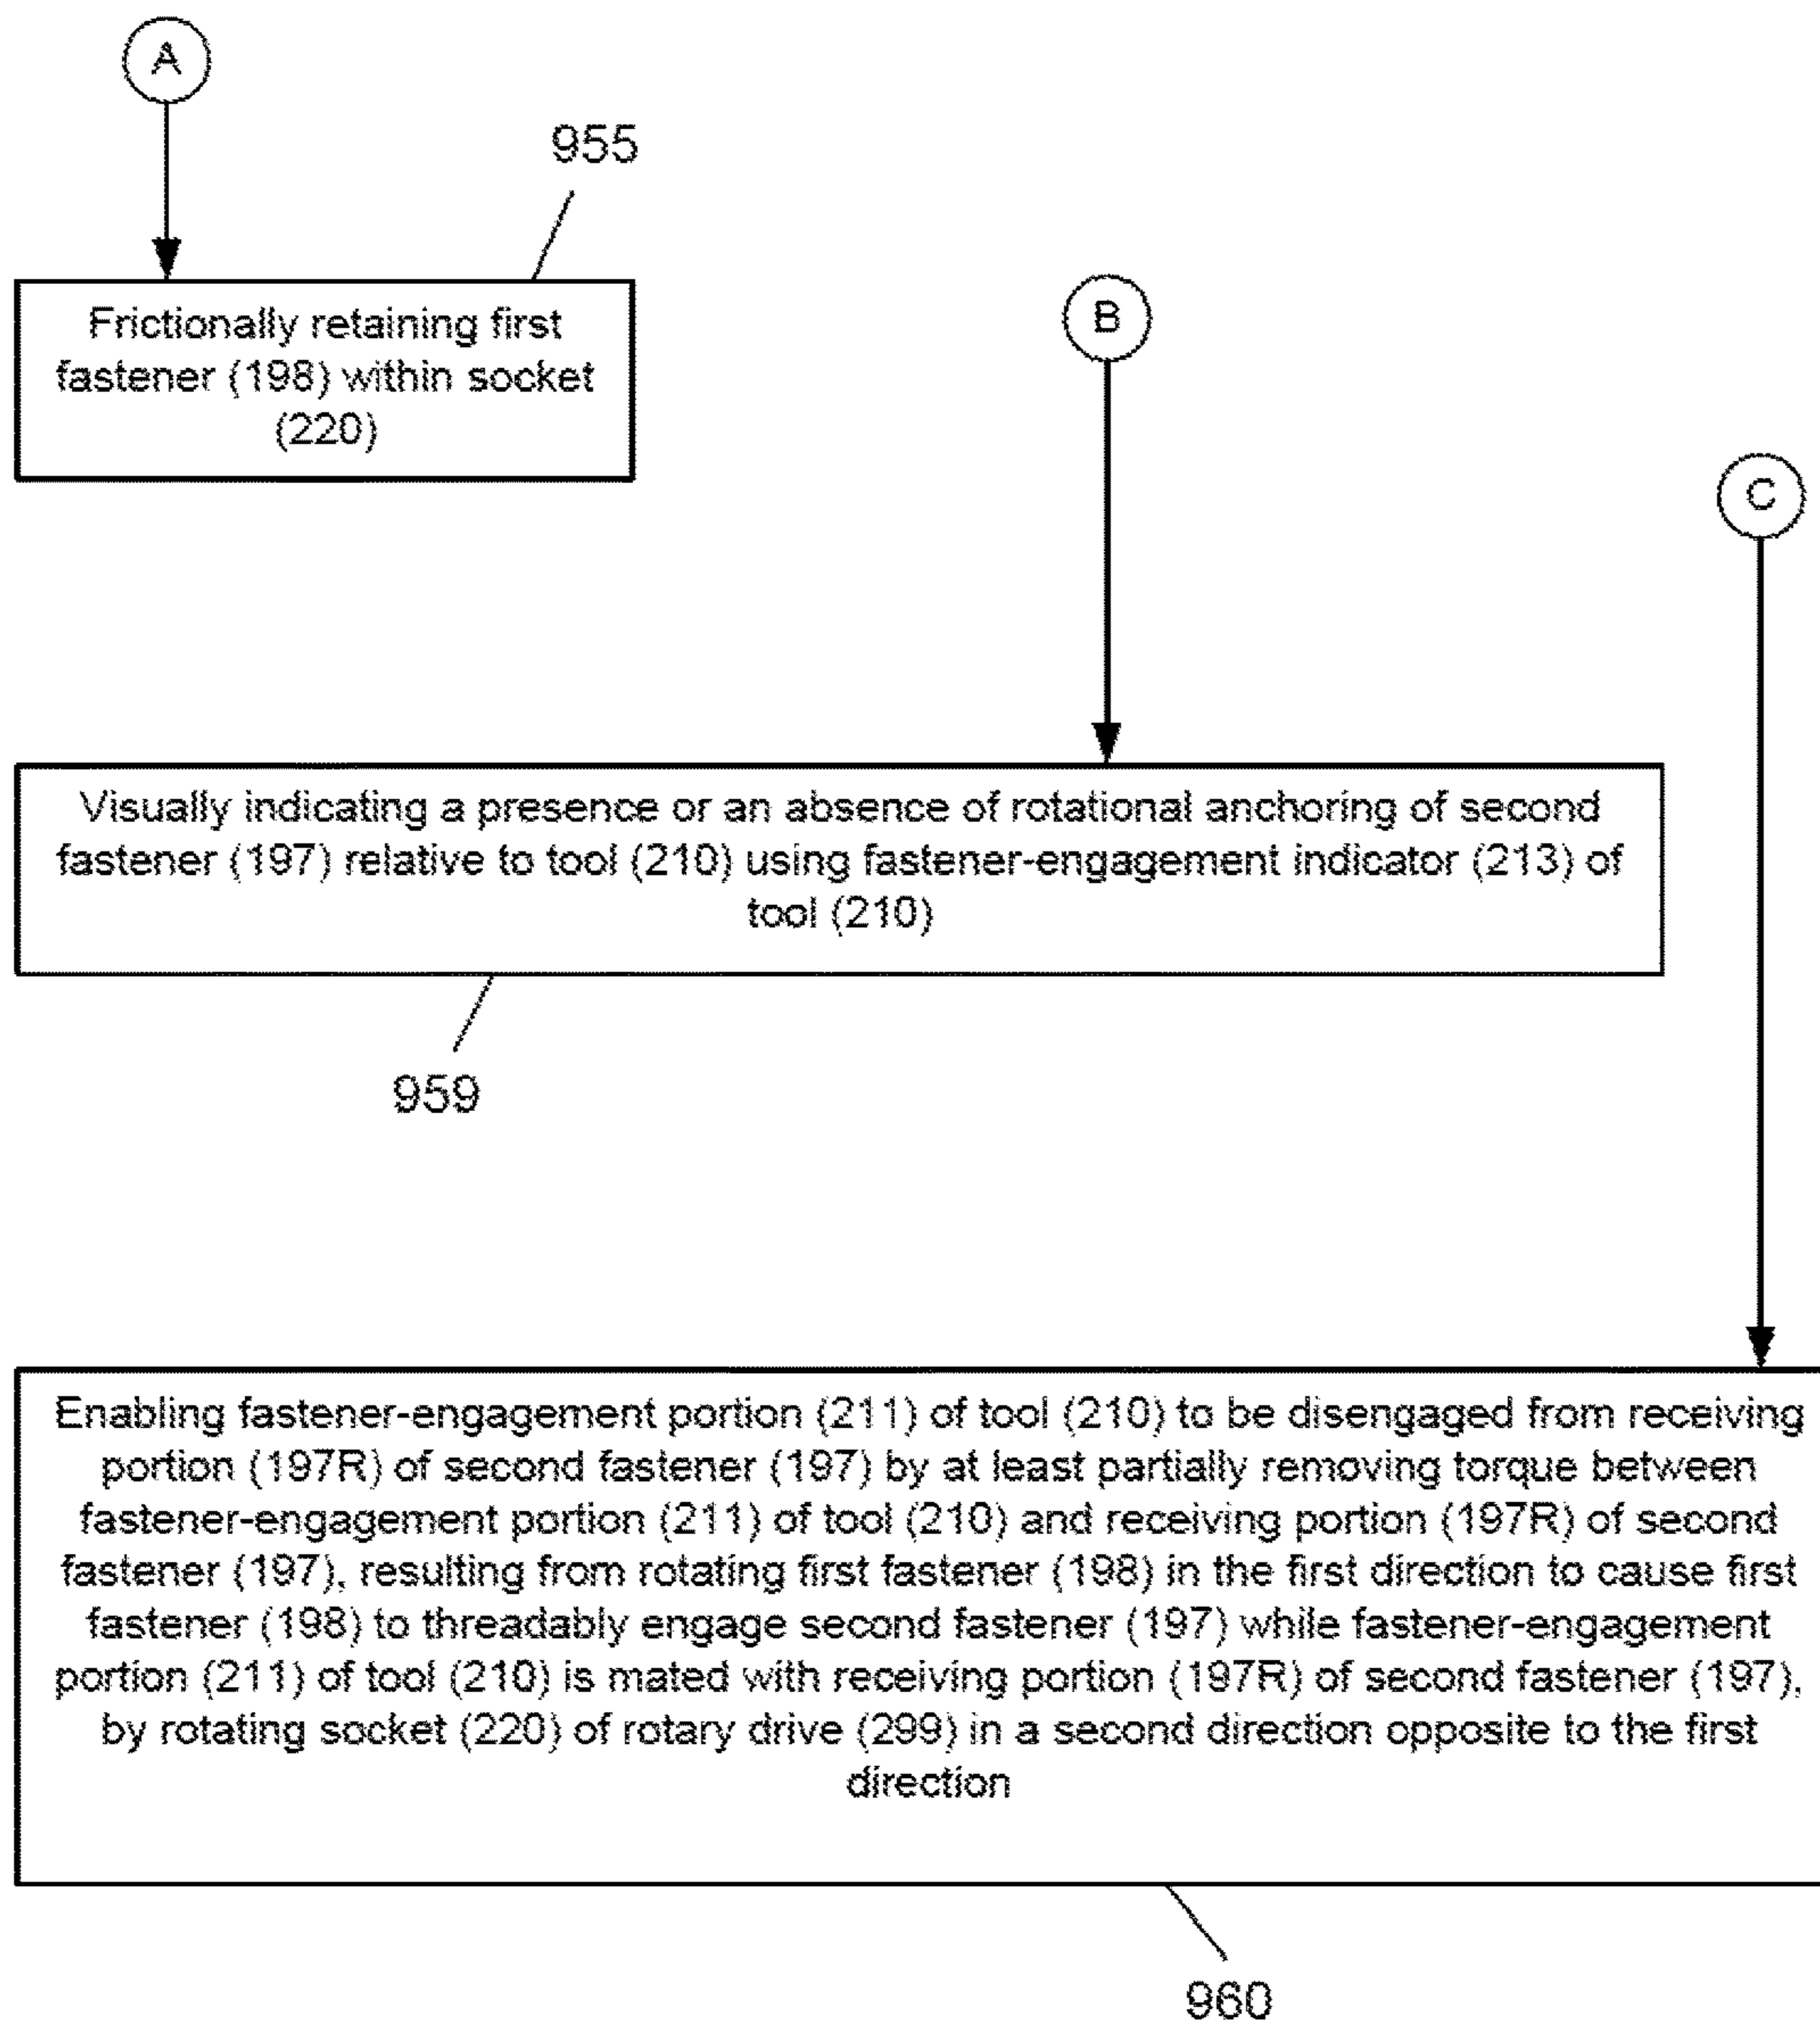 A
955
Frictionally retaining first
fastener (198) within socket
(220)
B
C
Visually indicating a presence or an absence of rotational anchoring of second
fastener (197) relative to tool (210) using fastener-engagement indicator (213) of
tool (210)
959
Enabling fastener-engagement portion (211) of tool (210) to be disengaged from receiving
portion (197R) of second fastener (197) by at least partially removing torque between
fastener-engagement portion (211) of tool (210) and receiving portion (197R) of second
fastener (197), resulting from rotating first fastener (198) in the first direction to cause first
fastener (198) to threadably engage second fastener (197) while fastener-engagement
portion (211) of tool (210) is mated with receiving portion (197R) of second fastener (197),
by rotating socket (220) of rotary drive (299) in a second direction opposite to the first
direction
960